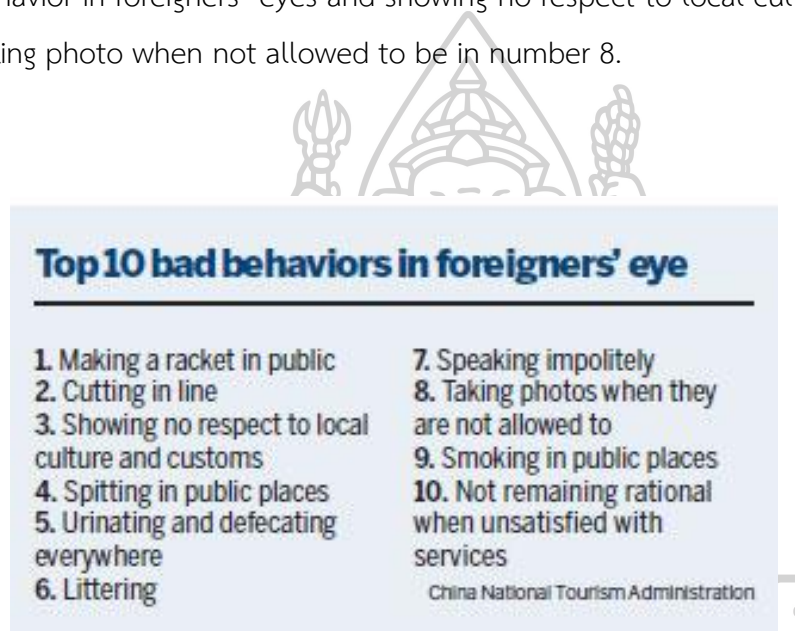 in foreigners' eyes and showing no respect to local
photo when not allowed to be in number 8.
Top 10 bad behaviors in foreigners' eye
1. Making a racket in public
2. Cutting in line
3. Showing no respect to local
culture and customs
4. Spitting in public places
5. Urinating and defecating
everywhere
6. Littering
7. Speaking impolitely
8. Taking photos when they
are not allowed to
9. Smoking in public places
10. Not remaining rational
when unsatisfied with
services
China National Tourism Administration